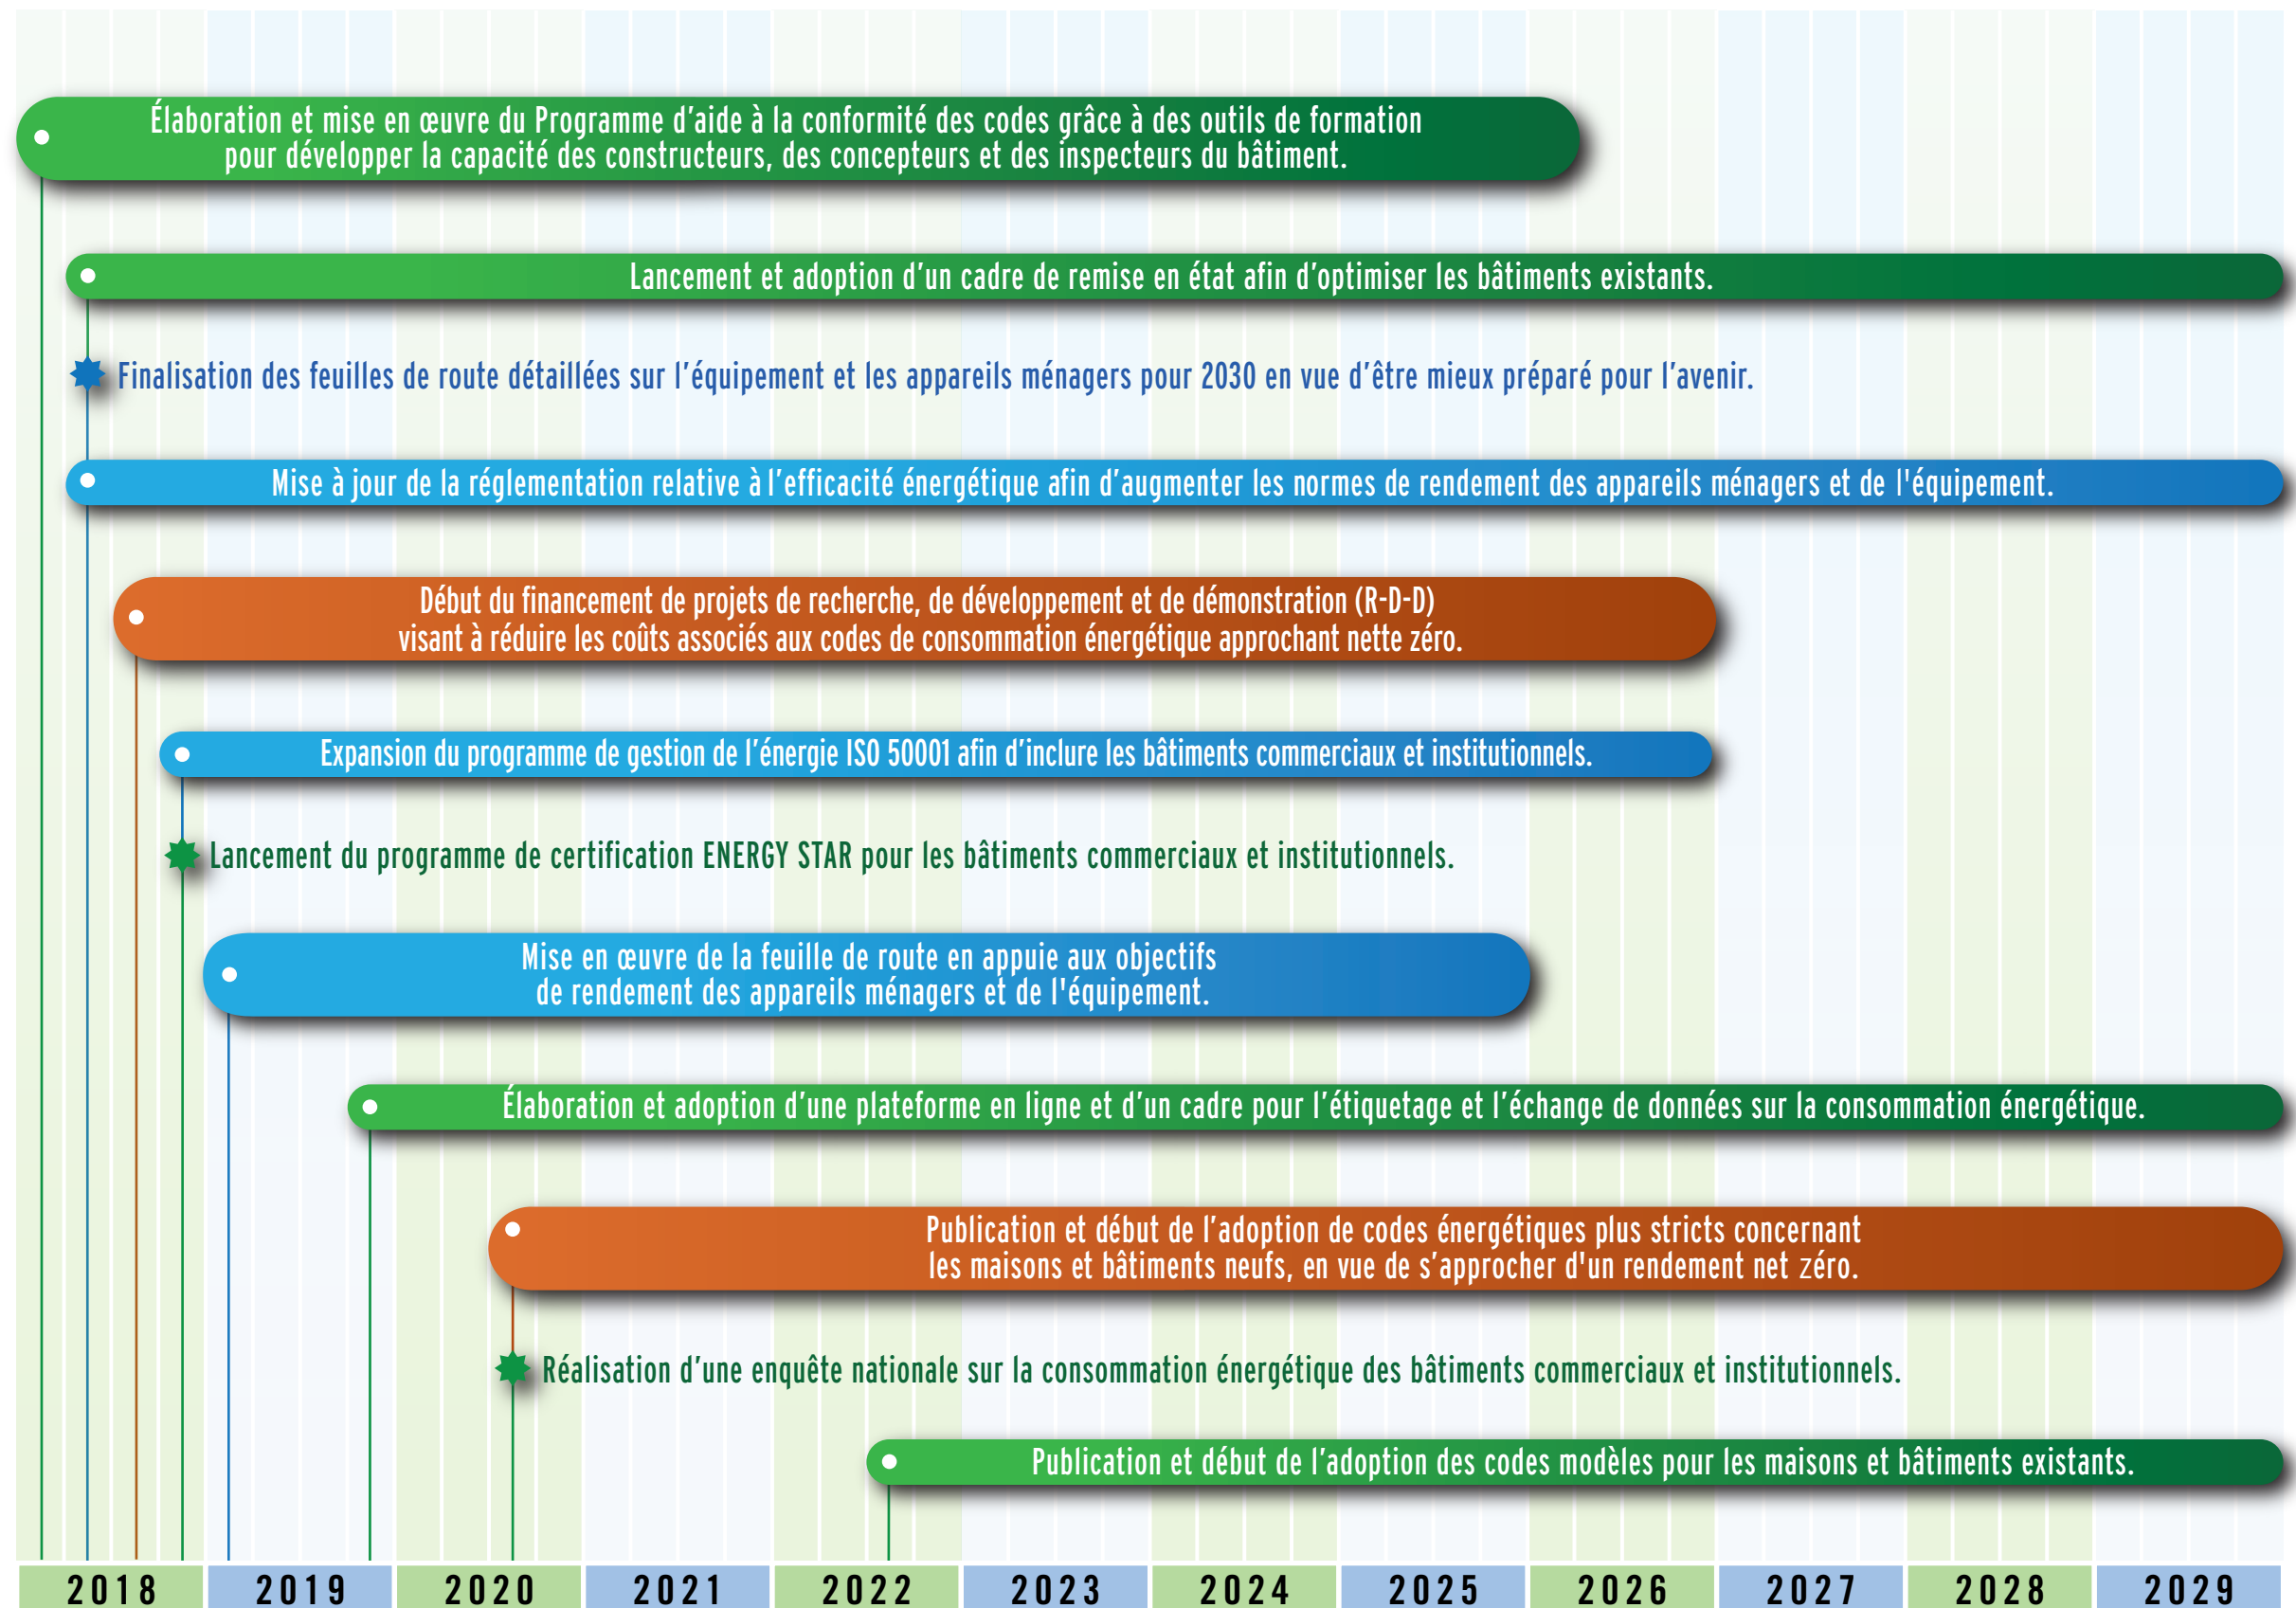 Élaboration et mise en œuvre du Programme d’aide à la conformité des codes grâce à des outils de formation
pour développer la capacité des constructeurs, des concepteurs et des inspecteurs du bâtiment.
Lancement et adoption d’un cadre de remise en état afin d’optimiser les bâtiments existants.
Finalisation des feuilles de route détaillées sur l’équipement et les appareils ménagers pour 2030 en vue d’être mieux préparé pour l’avenir.
Mise à jour de la réglementation relative à l’efficacité énergétique afin d’augmenter les normes de rendement des appareils ménagers et de l'équipement.
Début du financement de projets de recherche, de développement et de démonstration (R-D-D)
visant à réduire les coûts associés aux codes de consommation énergétique approchant nette zéro.
Expansion du programme de gestion de l’énergie ISO 50001 afin d’inclure les bâtiments commerciaux et institutionnels.
Lancement du programme de certification ENERGY STAR pour les bâtiments commerciaux et institutionnels.
Mise en œuvre de la feuille de route en appuie aux objectifs
de rendement des appareils ménagers et de l'équipement.
Élaboration et adoption d’une plateforme en ligne et d’un cadre pour l’étiquetage et l’échange de données sur la consommation énergétique.
Publication et début de l’adoption de codes énergétiques plus stricts concernant
les maisons et bâtiments neufs, en vue de s’approcher d'un rendement net zéro.
Réalisation d’une enquête nationale sur la consommation énergétique des bâtiments commerciaux et institutionnels.
Publication et début de l’adoption des codes modèles pour les maisons et bâtiments existants.
2018 2019 2020 2021 2022 2023 2024 2025 2026 2027 2028 2029